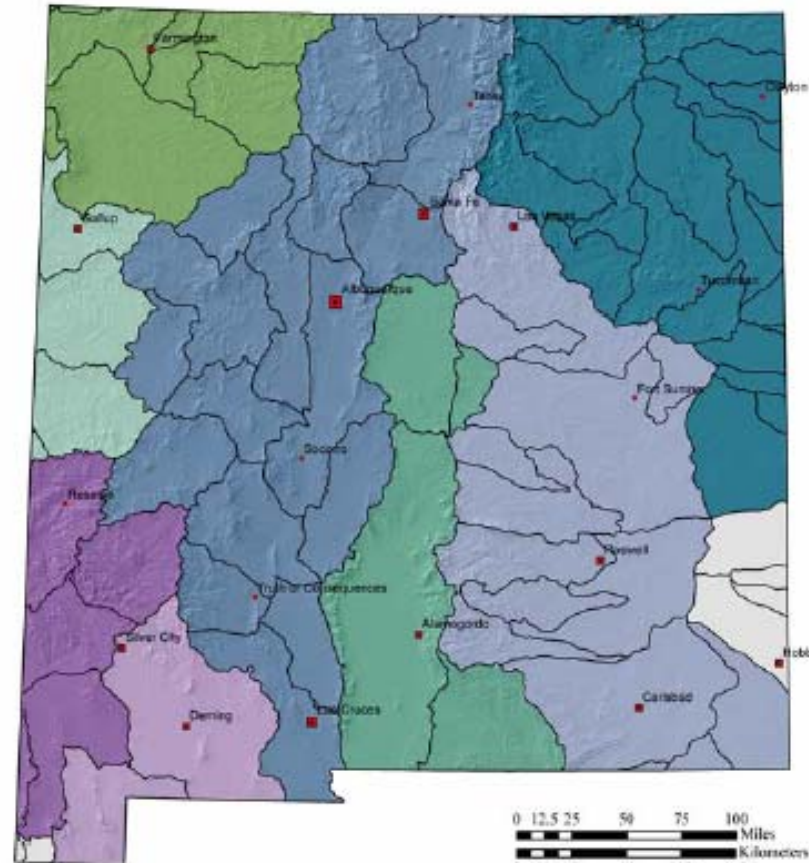 Farmington
Taos
Clayton
Gallup
Santa Fe
Las Vegas
Albuquerque
Tucumcari
Fort Sumner
Socorro
Reserve
Roswell
Truth or Consequences
Alamogordo
Silver City
Hobb
Carlsbad
Las Cruces
Deming
0 12.5 25 50 75 100
Miles
Kilometers